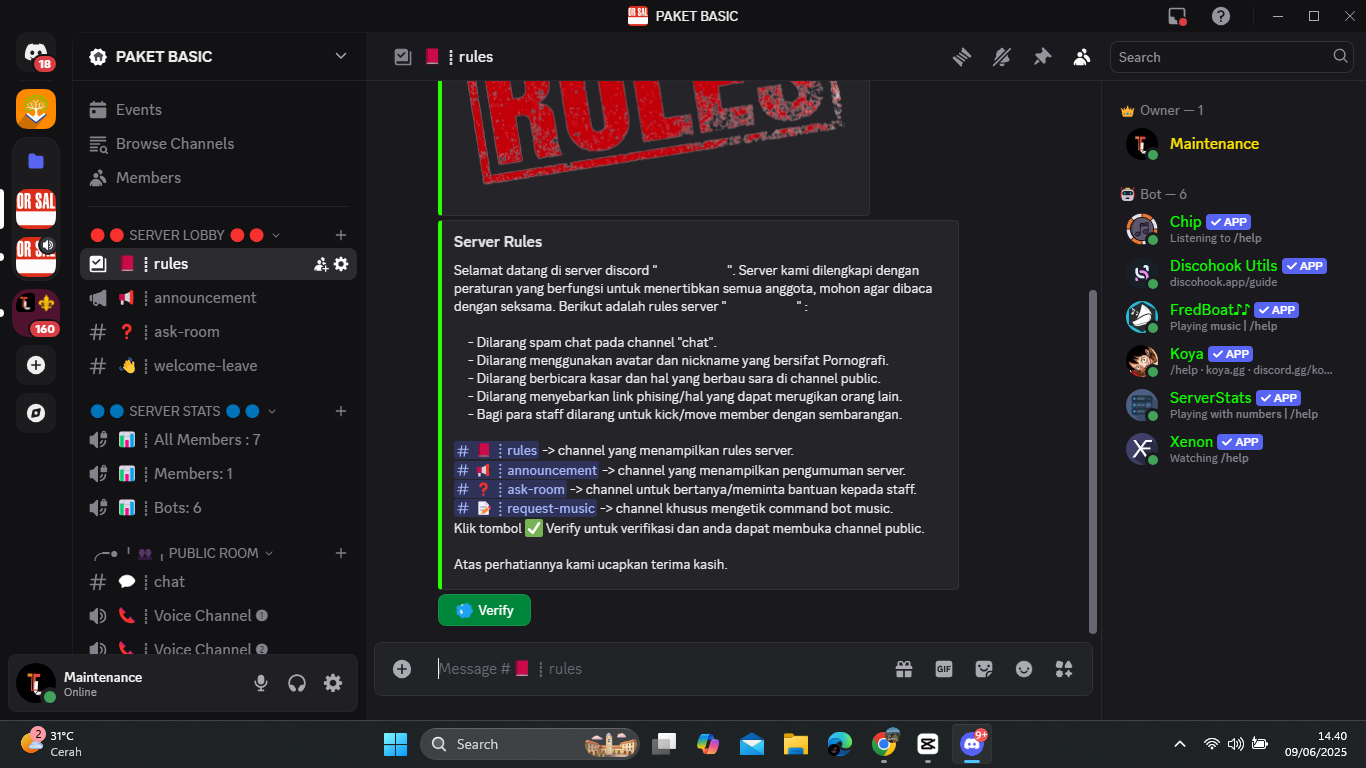 PAKET BASIC
18
PAKET BASIC
Events
Browse Channels
Members
OR SAL
OR SAL
160
SERVER LOBBY
rules
announcement
ask-room
welcome-leave
SERVER STATS
All Members : 7
Members: 1
Bots: 6
PUBLIC ROOM
chat
Voice Channel 1
Voice Channel 2
Maintenance
Online
rules
Search
RULES
Server Rules
Selamat datang di server discord " ". Server kami dilengkapi dengan
peraturan yang berfungsi untuk menertibkan semua anggota, mohon agar dibaca
dengan seksama. Berikut adalah rules server " " :
- Dilarang spam chat pada channel "chat".
- Dilarang menggunakan avatar dan nickname yang bersifat Pornografi.
- Dilarang berbicara kasar dan hal yang berbau sara di channel public.
- Dilarang menyebarkan link phising/hal yang dapat merugikan orang lain.
- Bagi para staff dilarang untuk kick/move member dengan sembarangan.
# 📕 ┊rules -> channel yang menampilkan rules server.
# 📢 ┊announcement -> channel yang menampilkan pengumuman server.
# ❓ ┊ask-room -> channel untuk bertanya/meminta bantuan kepada staff.
# 📝 ┊request-music -> channel khusus mengetik command bot music.
Klik tombol ✅ Verify untuk verifikasi dan anda dapat membuka channel public.
Atas perhatiannya kami ucapkan terima kasih.
Verify
Message # 📕 ┊rules
GIF
Owner — 1
Maintenance
Bot — 6
Chip ✓ APP
Listening to /help
Discohook Utils ✓ APP
discohook.app/guide
FredBoat♪♪ ✓ APP
Playing music | /help
Koya ✓ APP
/help · koya.gg · discord.gg/ko...
ServerStats ✓ APP
Playing with numbers | /help
Xenon ✓ APP
Watching /help
2
31°C
Cerah
Search
9+
14.40
09/06/2025